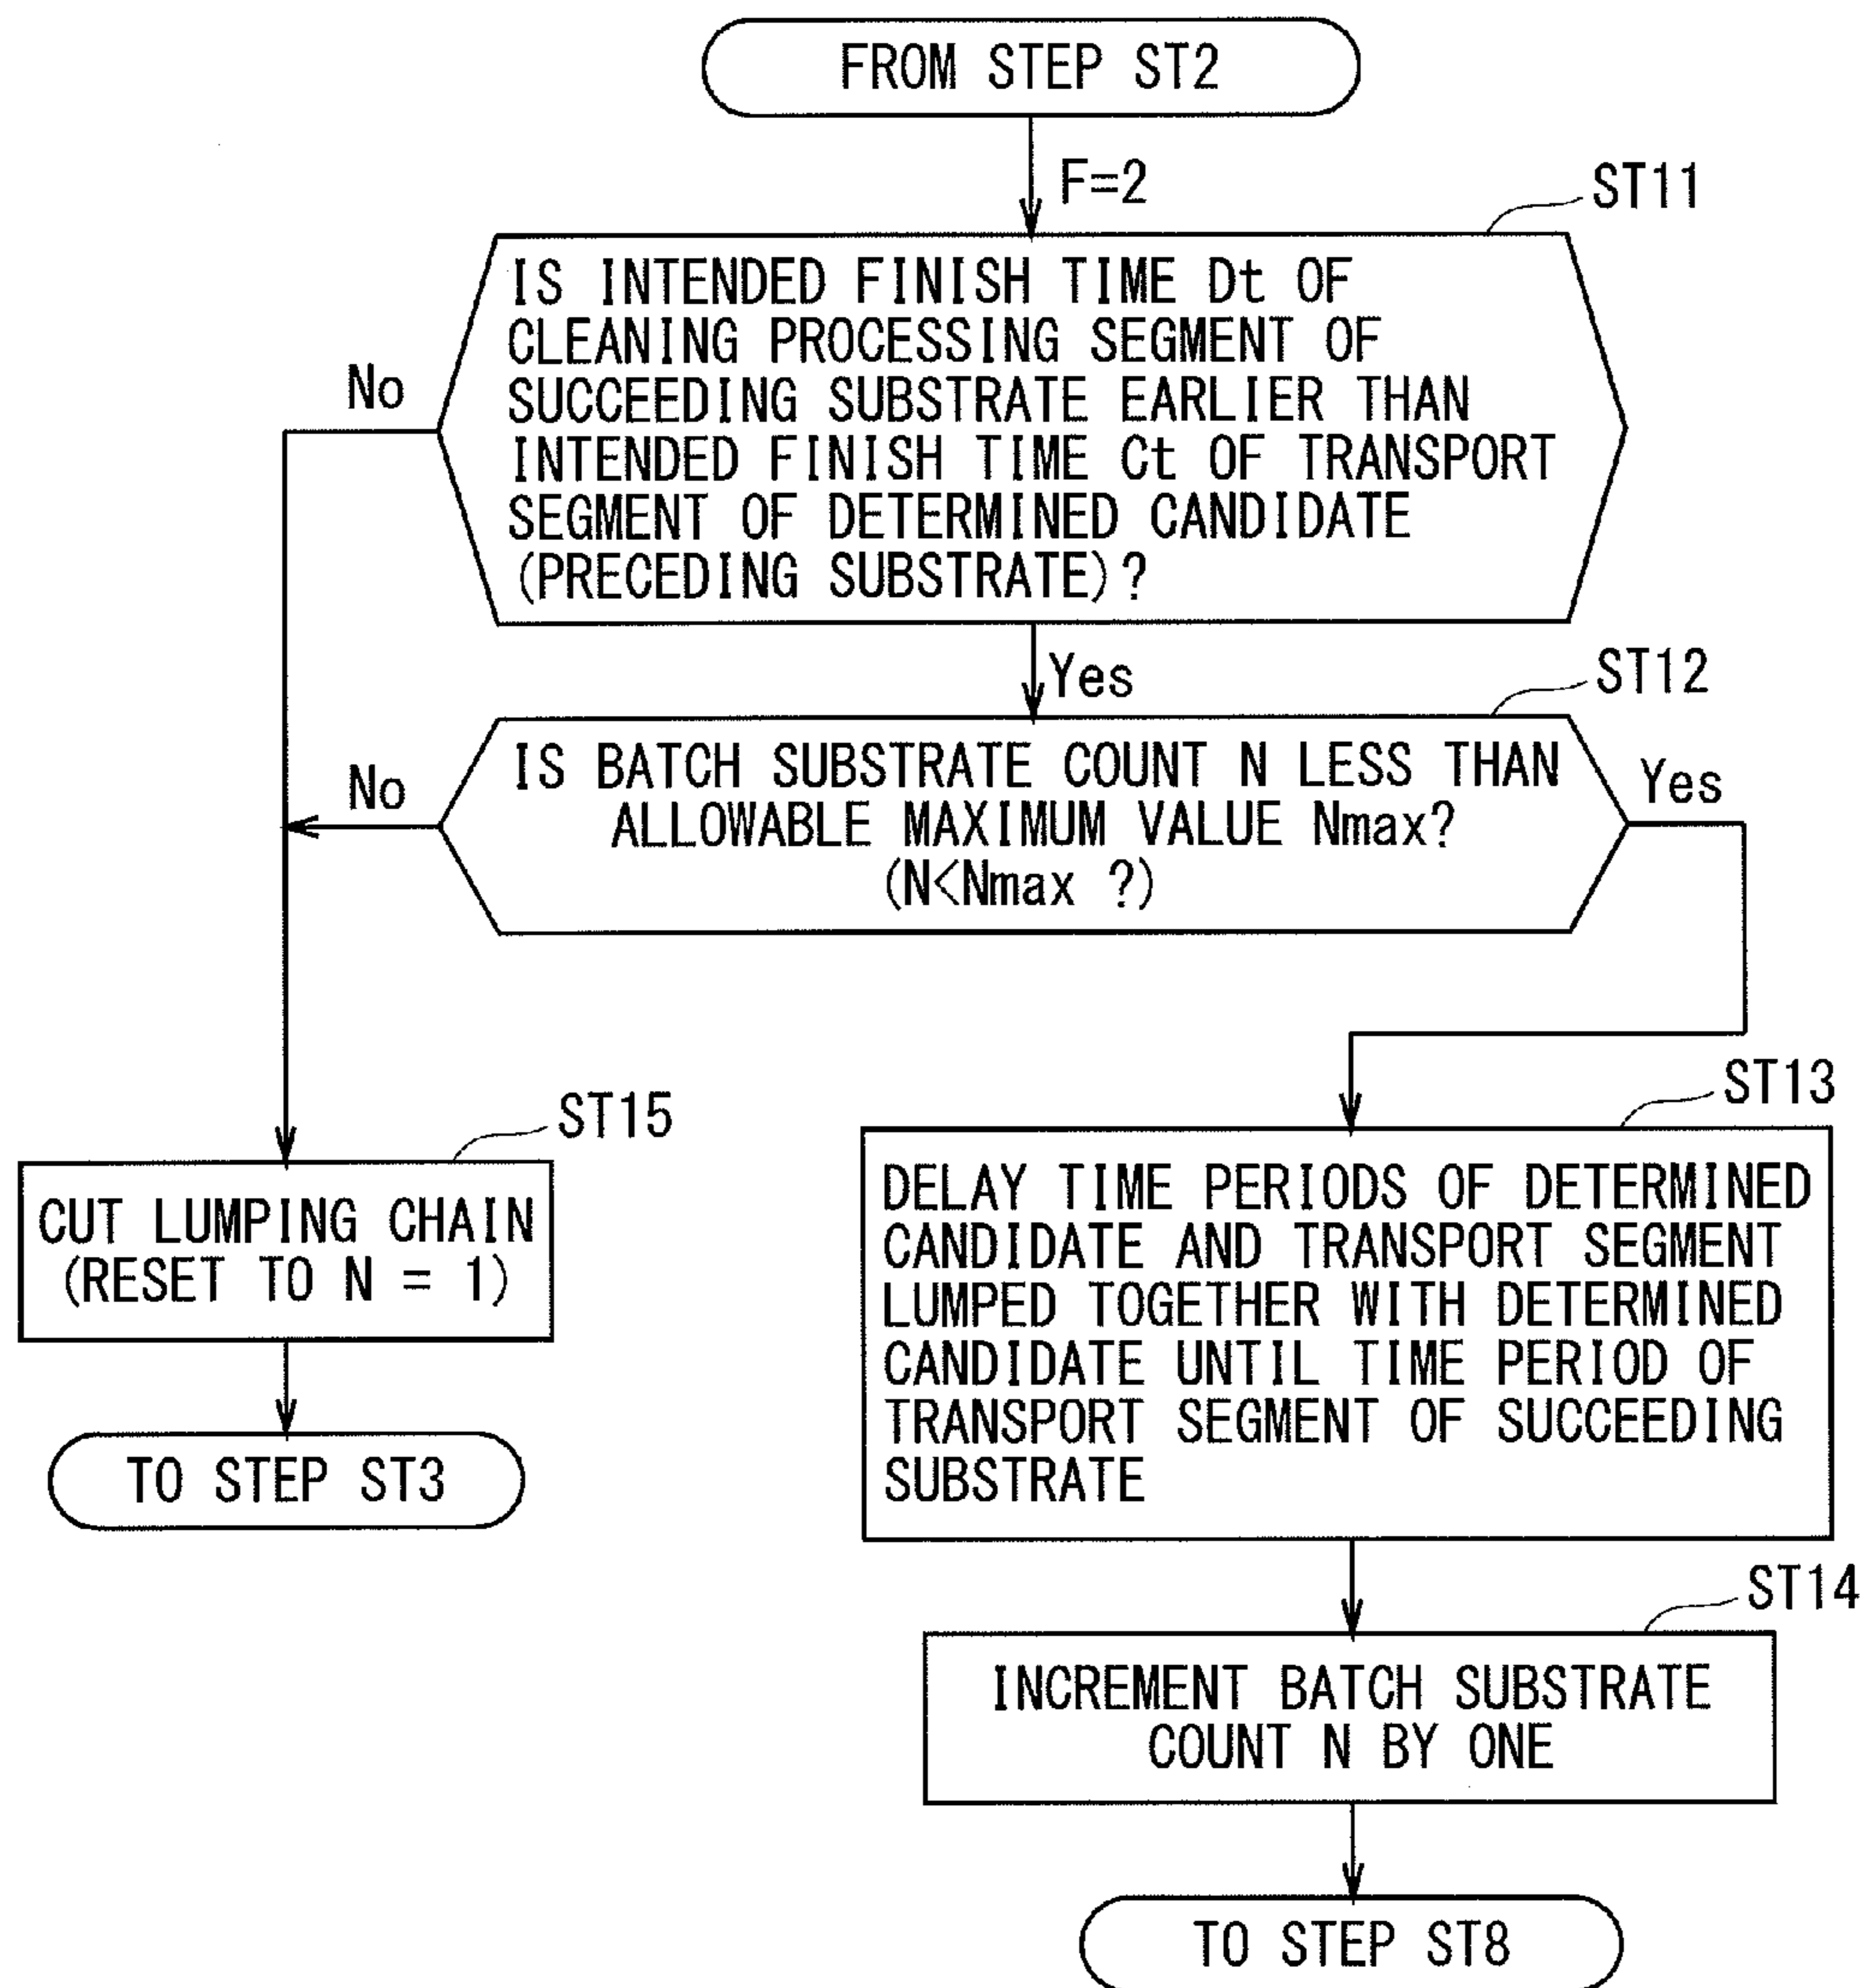 FROM STEP ST2
F=2
ST11
IS INTENDED FINISH TIME Dt OF
CLEANING PROCESSING SEGMENT OF
SUCCEEDING SUBSTRATE EARLIER THAN
INTENDED FINISH TIME Ct OF TRANSPORT
SEGMENT OF DETERMINED CANDIDATE
(PRECEDING SUBSTRATE)?
No
Yes
ST12
IS BATCH SUBSTRATE COUNT N LESS THAN
ALLOWABLE MAXIMUM VALUE Nmax?
(N<Nmax ?)
No
Yes
ST15
CUT LUMPING CHAIN
(RESET TO N = 1)
TO STEP ST3
ST13
DELAY TIME PERIODS OF DETERMINED
CANDIDATE AND TRANSPORT SEGMENT
LUMPED TOGETHER WITH DETERMINED
CANDIDATE UNTIL TIME PERIOD OF
TRANSPORT SEGMENT OF SUCCEEDING
SUBSTRATE
ST14
INCREMENT BATCH SUBSTRATE
COUNT N BY ONE
TO STEP ST8